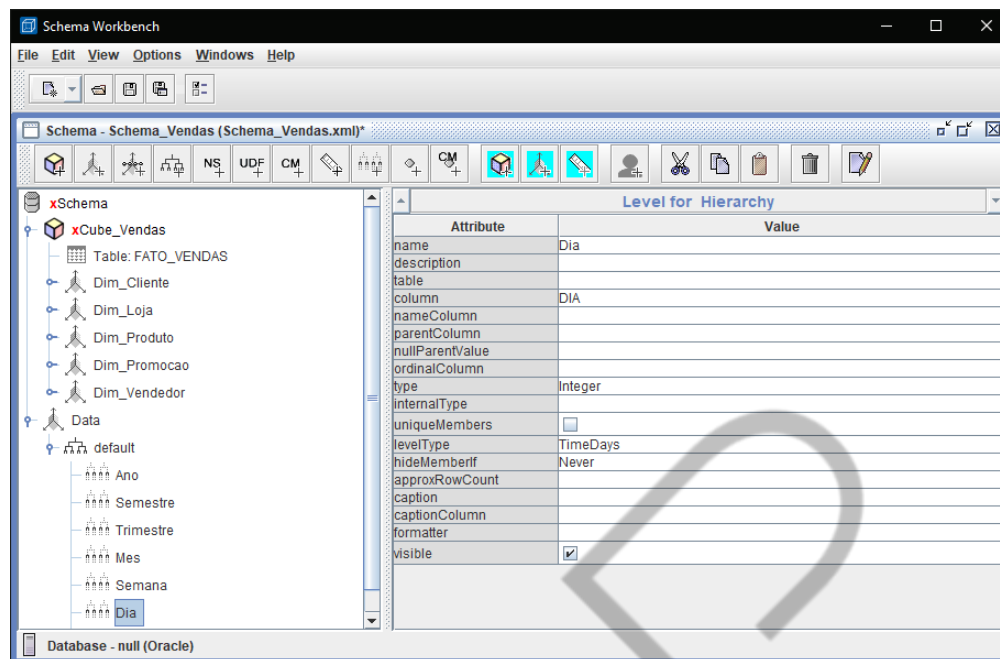 Schema Workbench
File Edit View Options Windows Help
Schema - Schema_Vendas (Schema_Vendas.xml)*
NS UDF CM CM
xSchema
xCube_Vendas
Table: FATO_VENDAS
Dim_Cliente
Dim_Loja
Dim_Produto
Dim_Promocao
Dim_Vendedor
Data
default
Ano
Semestre
Trimestre
Mes
Semana
Dia
Level for Hierarchy
Attribute Value
name Dia
description
table
column DIA
nameColumn
parentColumn
nullParentValue
ordinalColumn
type Integer
internalType
uniqueMembers
levelType TimeDays
hideMemberIf Never
approxRowCount
caption
captionColumn
formatter
visible
Database - null (Oracle)